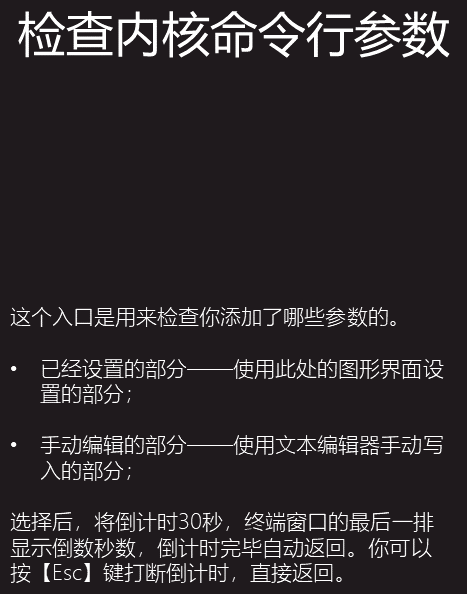 检查内核命令行参数
这个入口是用来检查你添加了哪些参数的。
• 已经设置的部分——使用此处的图形界面设
置的部分；
• 手动编辑的部分——使用文本编辑器手动写
入的部分；
选择后，将倒计时30秒，终端窗口的最后一排
显示倒数秒数，倒计时完毕自动返回。你可以
按【Esc】键打断倒计时，直接返回。